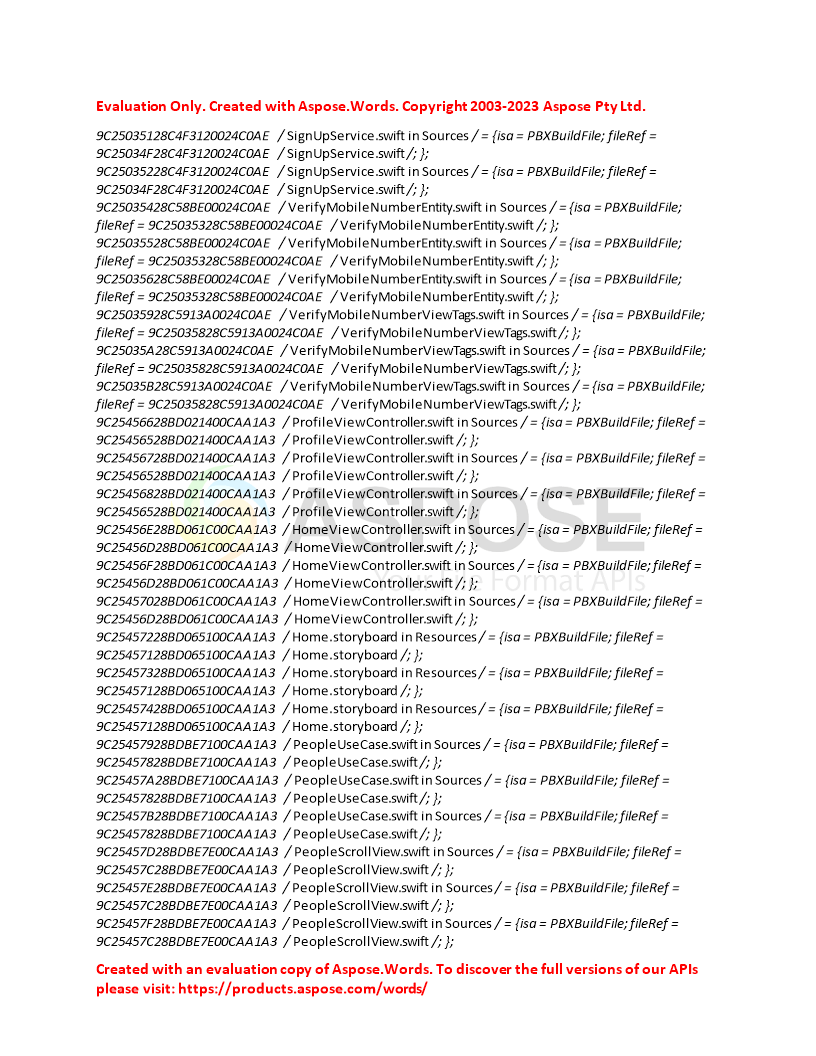 Evaluation Only. Created with Aspose.Words. Copyright 2003-2023 Aspose Pty Ltd.
9C25035128C4F3120024C0AE / SignUpService.swift in Sources / = {isa = PBXBuildFile; fileRef =
9C25034F28C4F3120024C0AE / SignUpService.swift /; };
9C25035228C4F3120024C0AE / SignUpService.swift in Sources / = {isa = PBXBuildFile; fileRef =
9C25034F28C4F3120024C0AE / SignUpService.swift /; };
9C25035428C58BE00024C0AE / VerifyMobileNumberEntity.swift in Sources / = {isa = PBXBuildFile;
fileRef = 9C25035328C58BE00024C0AE / VerifyMobileNumberEntity.swift /; };
9C25035528C58BE00024C0AE / VerifyMobileNumberEntity.swift in Sources / = {isa = PBXBuildFile;
fileRef = 9C25035328C58BE00024C0AE / VerifyMobileNumberEntity.swift /; };
9C25035628C58BE00024C0AE / VerifyMobileNumberEntity.swift in Sources / = {isa = PBXBuildFile;
fileRef = 9C25035328C58BE00024C0AE / VerifyMobileNumberEntity.swift /; };
9C25035928C5913A0024C0AE / VerifyMobileNumberViewTags.swift in Sources / = {isa = PBXBuildFile;
fileRef = 9C25035828C5913A0024C0AE / VerifyMobileNumberViewTags.swift /; };
9C25035A28C5913A0024C0AE / VerifyMobileNumberViewTags.swift in Sources / = {isa = PBXBuildFile;
fileRef = 9C25035828C5913A0024C0AE / VerifyMobileNumberViewTags.swift /; };
9C25035B28C5913A0024C0AE / VerifyMobileNumberViewTags.swift in Sources / = {isa = PBXBuildFile;
fileRef = 9C25035828C5913A0024C0AE / VerifyMobileNumberViewTags.swift /; };
9C25456628BD021400CAA1A3 / ProfileViewController.swift in Sources / = {isa = PBXBuildFile; fileRef =
9C25456528BD021400CAA1A3 / ProfileViewController.swift /; };
9C25456728BD021400CAA1A3 / ProfileViewController.swift in Sources / = {isa = PBXBuildFile; fileRef =
9C25456528BD021400CAA1A3 / ProfileViewController.swift /; };
9C25456828BD021400CAA1A3 / ProfileViewController.swift in Sources / = {isa = PBXBuildFile; fileRef =
9C25456528BD021400CAA1A3 / ProfileViewController.swift /; };
9C25456E28BD061C00CAA1A3 / HomeViewController.swift in Sources / = {isa = PBXBuildFile; fileRef =
9C25456D28BD061C00CAA1A3 / HomeViewController.swift /; };
9C25456F28BD061C00CAA1A3 / HomeViewController.swift in Sources / = {isa = PBXBuildFile; fileRef =
9C25456D28BD061C00CAA1A3 / HomeViewController.swift /; };
9C25457028BD061C00CAA1A3 / HomeViewController.swift in Sources / = {isa = PBXBuildFile; fileRef =
9C25456D28BD061C00CAA1A3 / HomeViewController.swift /; };
9C25457228BD065100CAA1A3 / Home.storyboard in Resources / = {isa = PBXBuildFile; fileRef =
9C25457128BD065100CAA1A3 / Home.storyboard /; };
9C25457328BD065100CAA1A3 / Home.storyboard in Resources / = {isa = PBXBuildFile; fileRef =
9C25457128BD065100CAA1A3 / Home.storyboard /; };
9C25457428BD065100CAA1A3 / Home.storyboard in Resources / = {isa = PBXBuildFile; fileRef =
9C25457128BD065100CAA1A3 / Home.storyboard /; };
9C25457928BDBE7100CAA1A3 / PeopleUseCase.swift in Sources / = {isa = PBXBuildFile; fileRef =
9C25457828BDBE7100CAA1A3 / PeopleUseCase.swift /; };
9C25457A28BDBE7100CAA1A3 / PeopleUseCase.swift in Sources / = {isa = PBXBuildFile; fileRef =
9C25457828BDBE7100CAA1A3 / PeopleUseCase.swift /; };
9C25457B28BDBE7100CAA1A3 / PeopleUseCase.swift in Sources / = {isa = PBXBuildFile; fileRef =
9C25457828BDBE7100CAA1A3 / PeopleUseCase.swift /; };
9C25457D28BDBE7E00CAA1A3 / PeopleScrollView.swift in Sources / = {isa = PBXBuildFile; fileRef =
9C25457C28BDBE7E00CAA1A3 / PeopleScrollView.swift /; };
9C25457E28BDBE7E00CAA1A3 / PeopleScrollView.swift in Sources / = {isa = PBXBuildFile; fileRef =
9C25457C28BDBE7E00CAA1A3 / PeopleScrollView.swift /; };
9C25457F28BDBE7E00CAA1A3 / PeopleScrollView.swift in Sources / = {isa = PBXBuildFile; fileRef =
9C25457C28BDBE7E00CAA1A3 / PeopleScrollView.swift /; };
ASPOSE
Your File Format APIs
Created with an evaluation copy of Aspose.Words. To discover the full versions of our APIs
please visit: https://products.aspose.com/words/